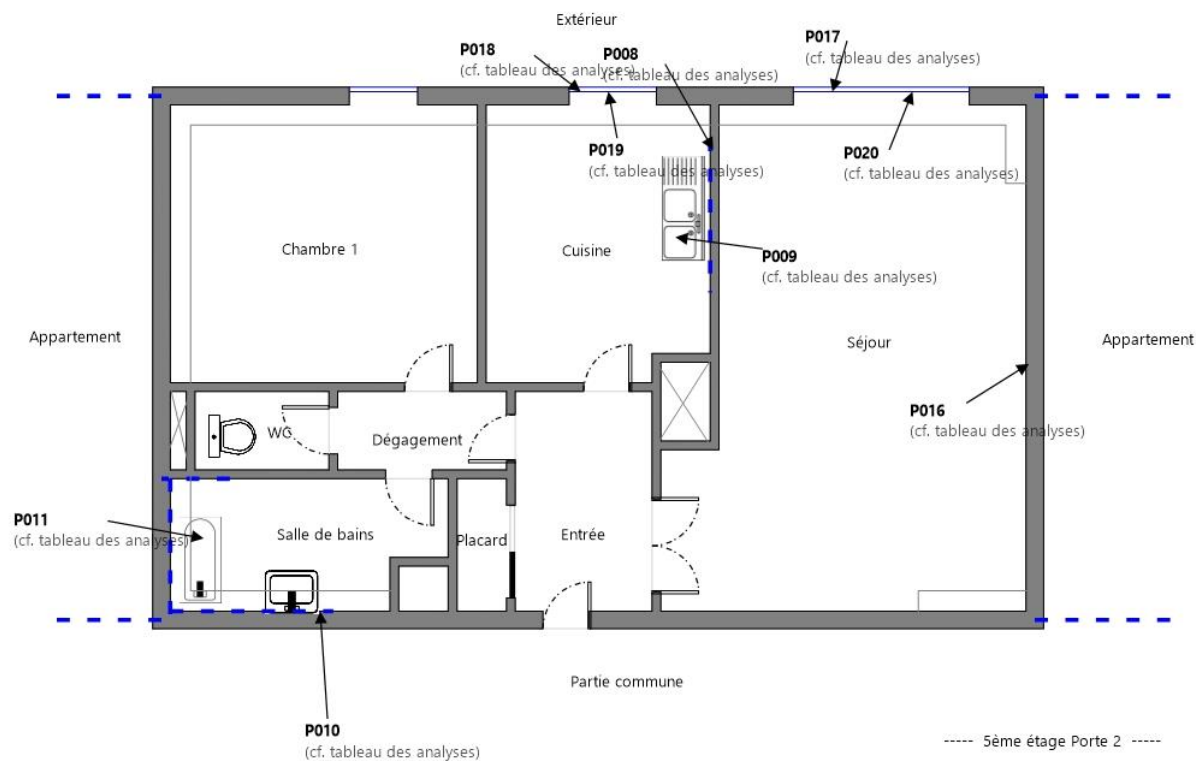 Extérieur
P018
(cf. tableau des analyses)
P008
(cf. tableau des analyses)
P017
(cf. tableau des analyses)
P019
(cf. tableau des analyses)
P020
(cf. tableau des analyses)
Chambre 1
Cuisine
P009
(cf. tableau des analyses)
Appartement
Séjour
Appartement
P016
(cf. tableau des analyses)
WC
Dégagement
P011
(cf. tableau des analyses)
Salle de bains
Placard
Entrée
Partie commune
P010
(cf. tableau des analyses)
----- 5ème étage Porte 2 -----